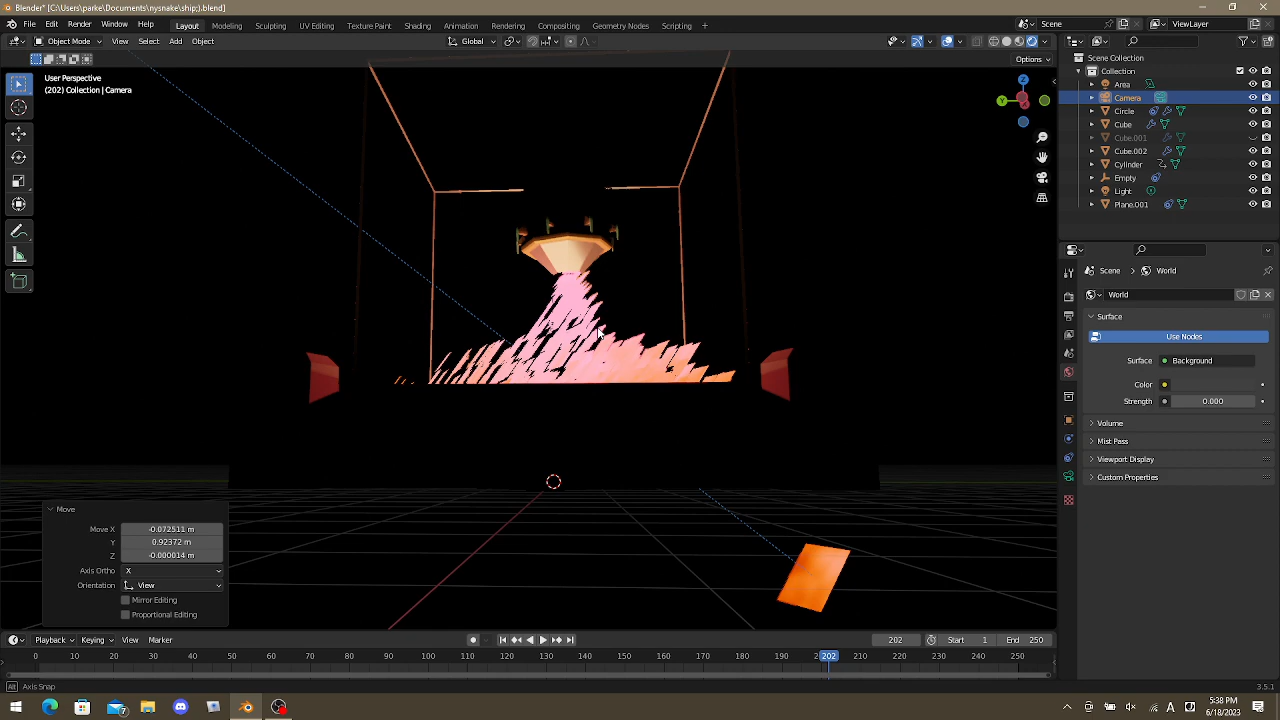 Blender* [C:\Users\parke\nysnake\ship;).blend]
File Edit Render Window Help Layout Modeling Sculpting UV Editing Texture Paint Shading Animation Rendering Compositing Geometry Nodes Scripting + Scene ViewLayer
Object Mode View Select Add Object Global
Options
User Perspective
(202) Collection | Camera
Z
Y
X
Scene Collection
Collection
Area
Camera
Circle
Cube
Cube.001
Cube.002
Cylinder
Empty
Light
Plane.001
Scene > World
World
Surface
Use Nodes
Surface Background
Color
Strength 0.000
Volume
Mist Pass
Viewport Display
Custom Properties
Move
Move X -0.072511 m
Y 0.92372 m
Z -0.000014 m
Axis Ortho X
Orientation View
Mirror Editing
Proportional Editing
Playback Keying View Marker 202 Start 1 End 250
0 10 20 30 40 50 60 70 80 90 100 110 120 130 140 150 160 170 180 190 202 210 220 230 240 250
Alt Axis Snap 3.5.1
5:38 PM
6/18/2023